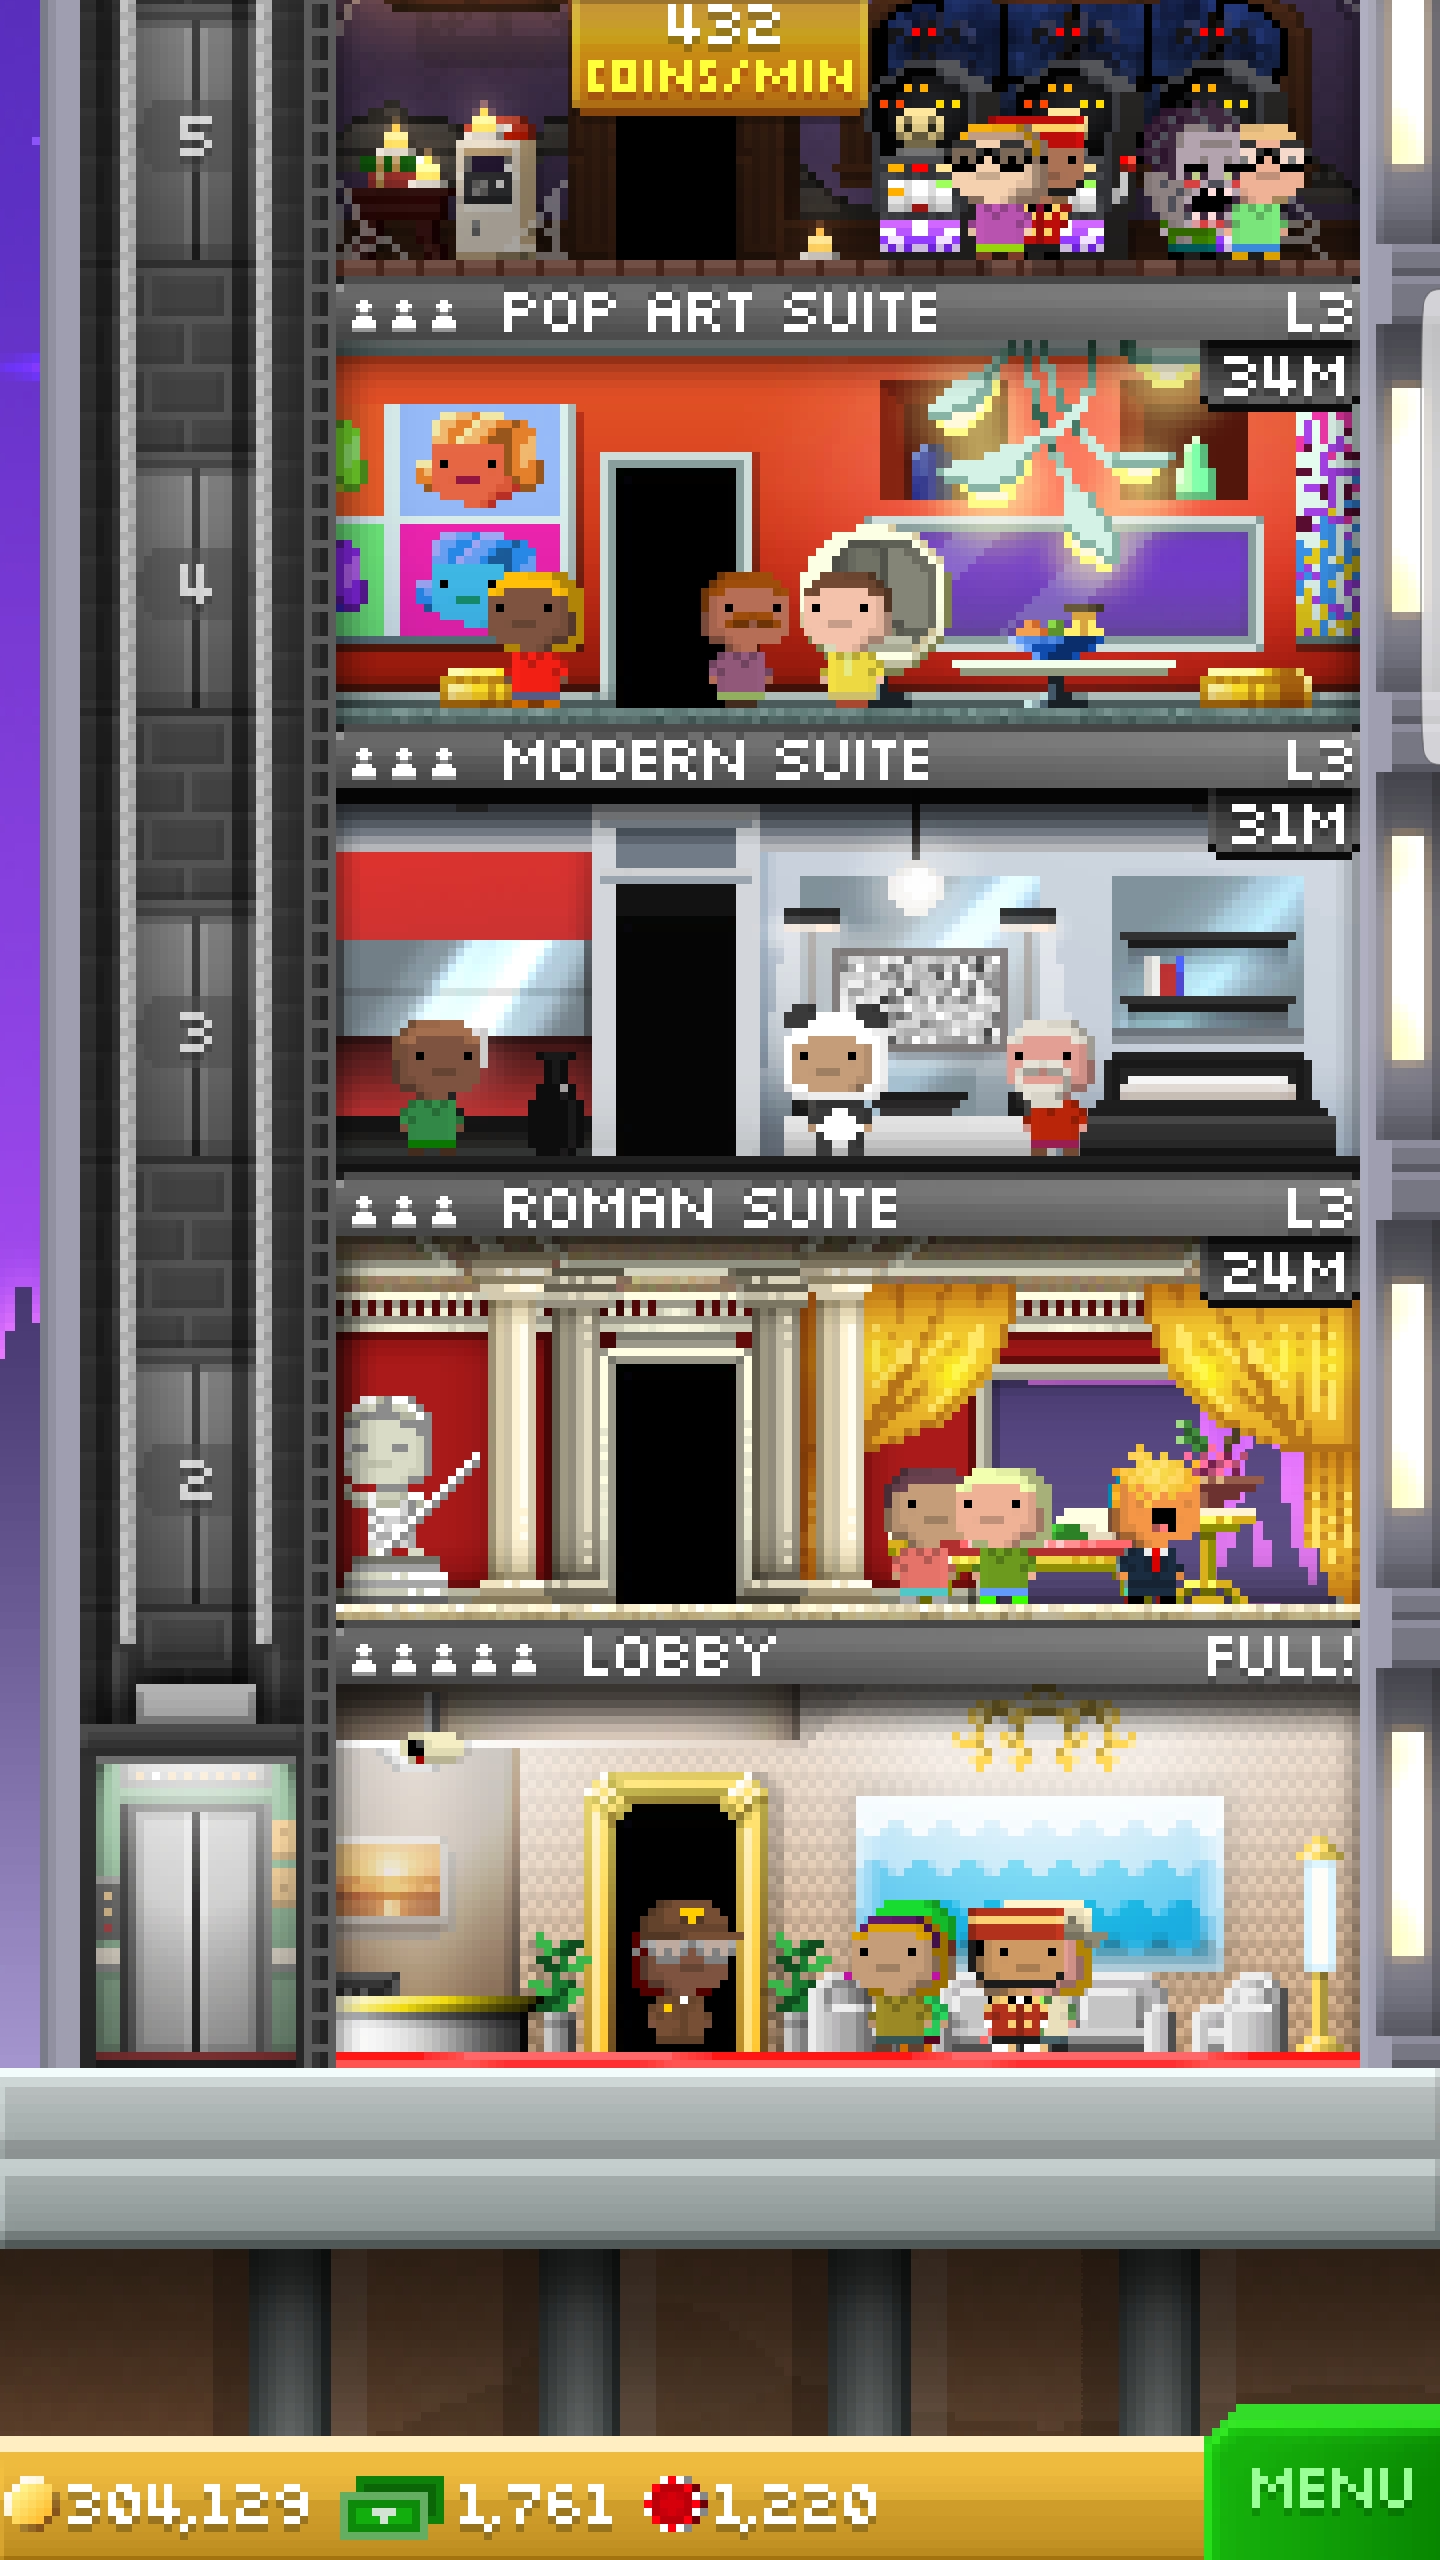 432
COINS/MIN
5
POP ART SUITE L3
34M
4
MODERN SUITE L3
31M
3
ROMAN SUITE L3
24M
2
LOBBY FULL!
304,129 1,761 1,220 MENU